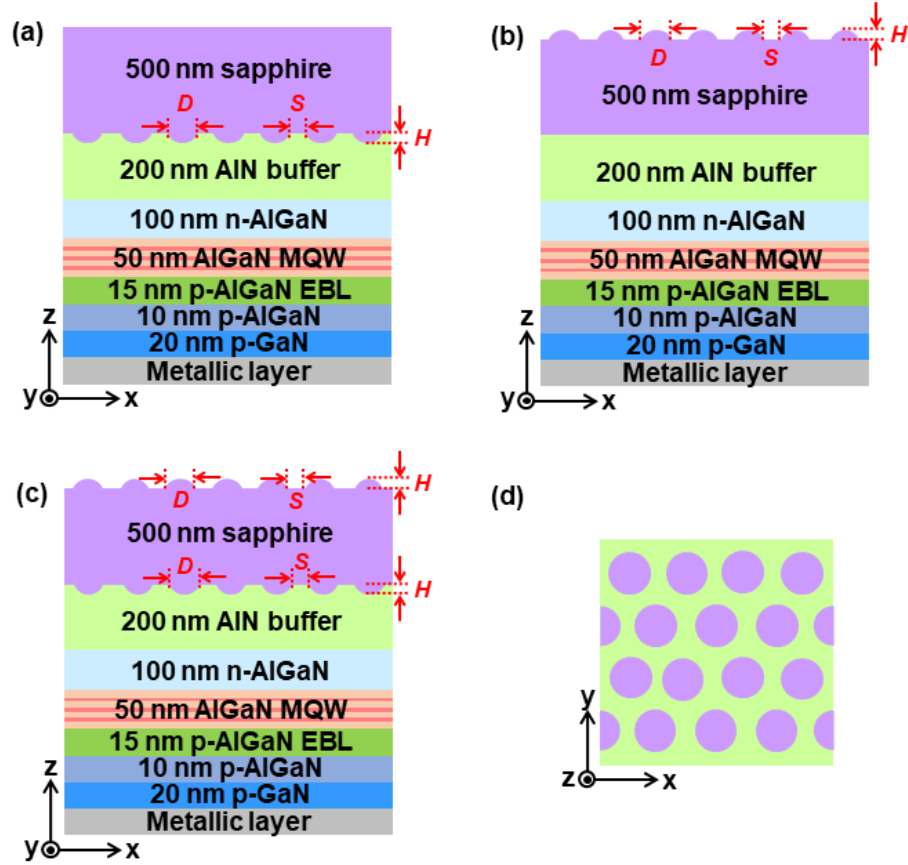 (a)
500 nm sapphire
D
S
H
200 nm AlN buffer
100 nm n-AlGaN
50 nm AlGaN MQW
15 nm p-AlGaN EBL
10 nm p-AlGaN
20 nm p-GaN
Metallic layer
z
y
x
(b)
H
D
S
500 nm sapphire
200 nm AlN buffer
100 nm n-AlGaN
50 nm AlGaN MQW
15 nm p-AlGaN EBL
10 nm p-AlGaN
20 nm p-GaN
Metallic layer
z
y
x
(c)
D
S
H
500 nm sapphire
D
S
H
200 nm AlN buffer
100 nm n-AlGaN
50 nm AlGaN MQW
15 nm p-AlGaN EBL
10 nm p-AlGaN
20 nm p-GaN
Metallic layer
z
y
x
(d)
y
z
x